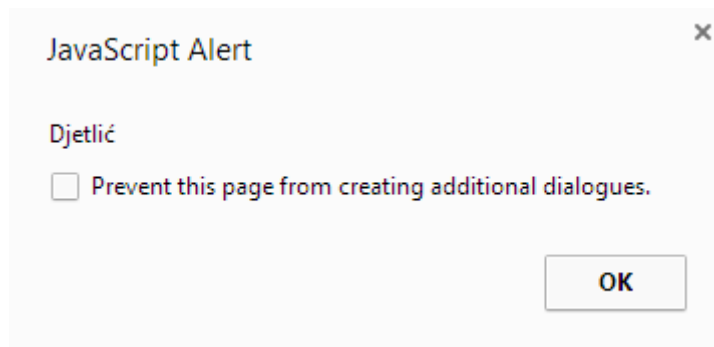 JavaScript Alert
Djetlić
Prevent this page from creating additional dialogues.
OK